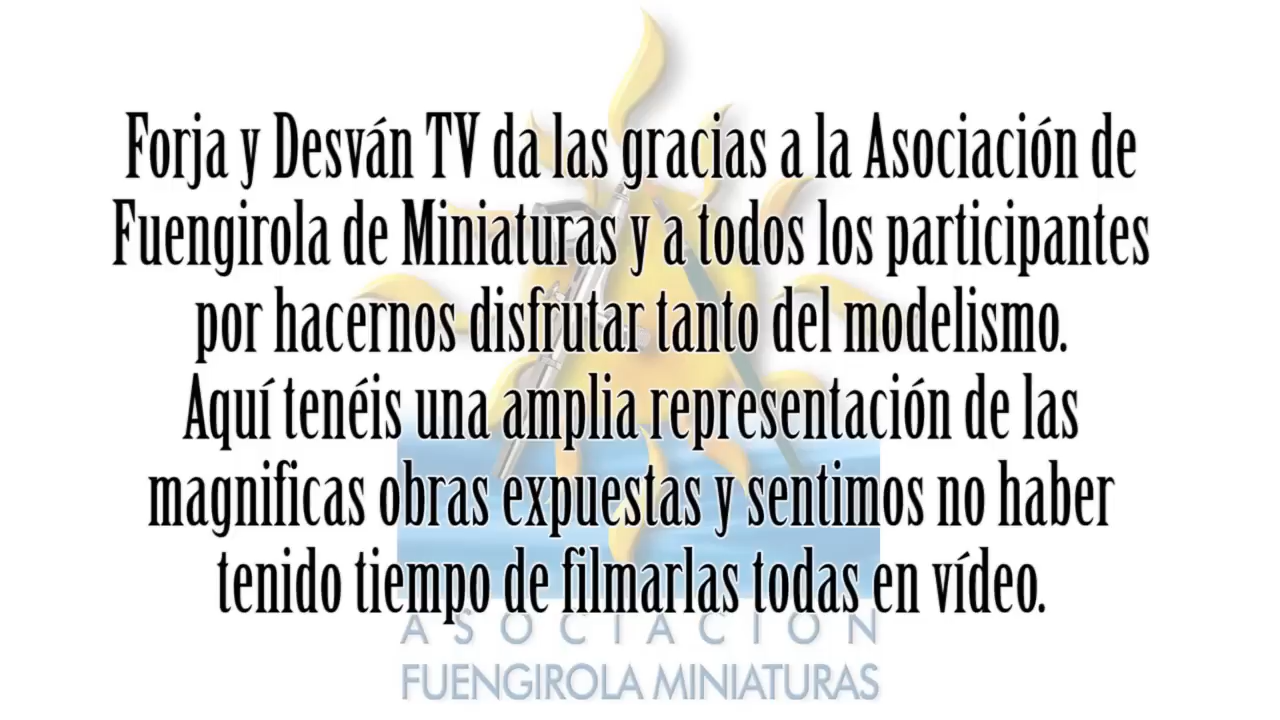 Forja y Desván TV da las gracias a la Asociación de
Fuengirola de Miniaturas y a todos los participantes
por hacernos disfrutar tanto del modelismo.
Aquí tenéis una amplia representación de las
magnificas obras expuestas y sentimos no haber
tenido tiempo de filmarlas todas en vídeo.
ASOCIACION
FUENGIROLA MINIATURAS